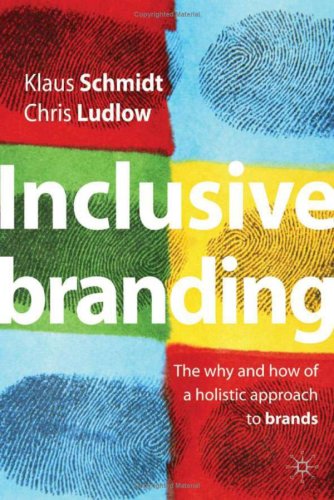 Klaus Schmidt
Chris Ludlow
Inclusive
branding
The why and how of
a holistic approach
to brands